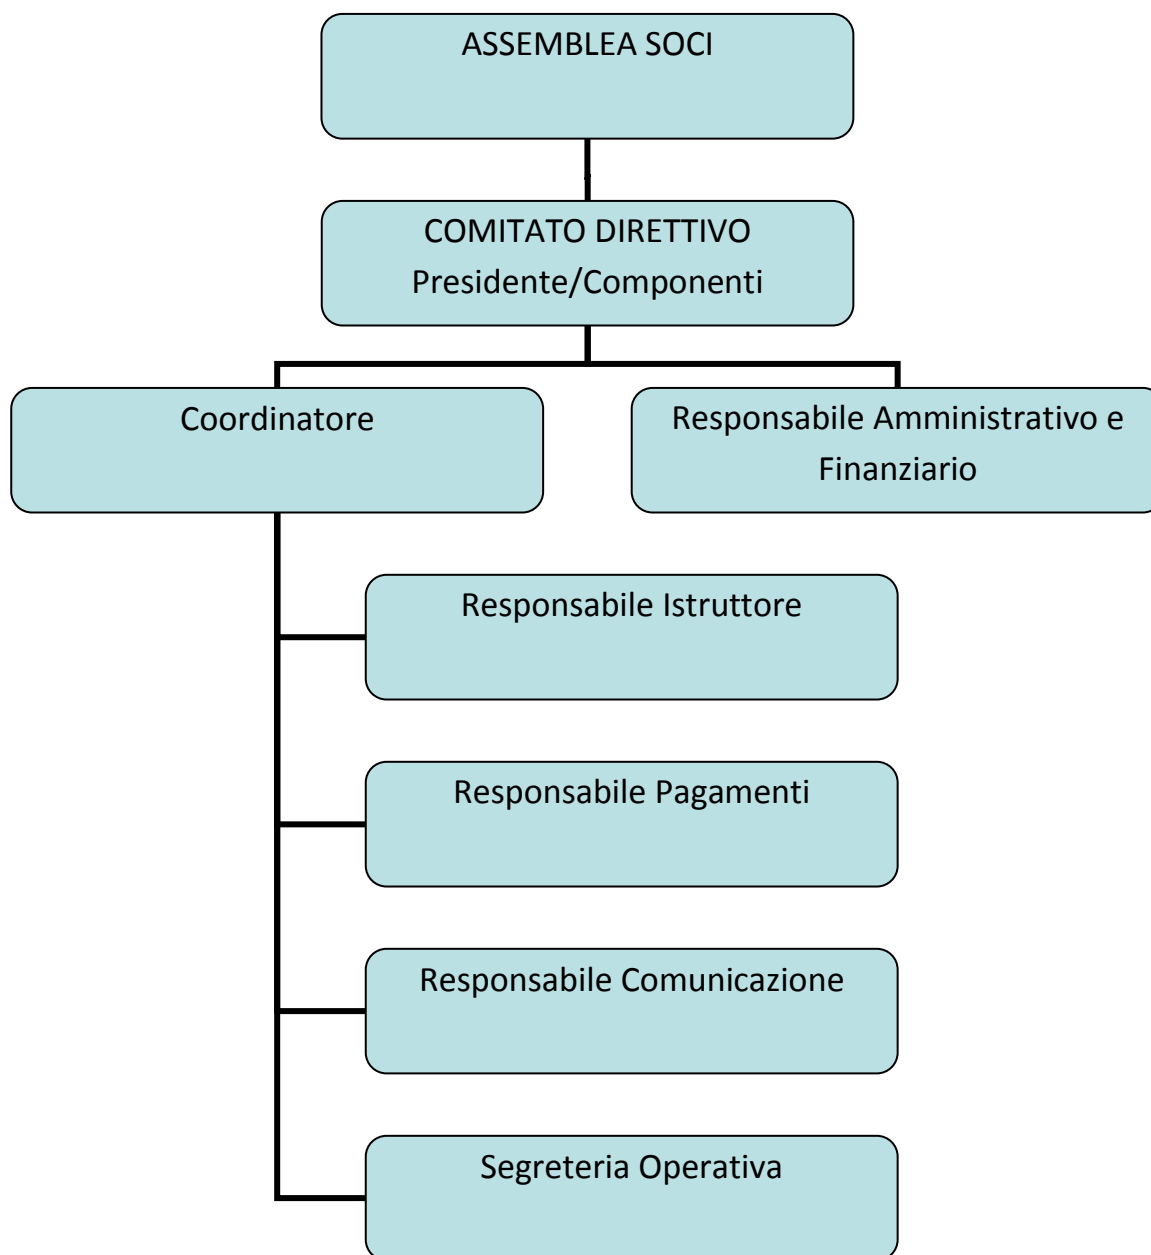 ASSEMBLEA SOCI
COMITATO DIRETTIVO
Presidente/Componenti
Coordinatore
Responsabile Amministrativo e
Finanziario
Responsabile Istruttore
Responsabile Pagamenti
Responsabile Comunicazione
Segreteria Operativa